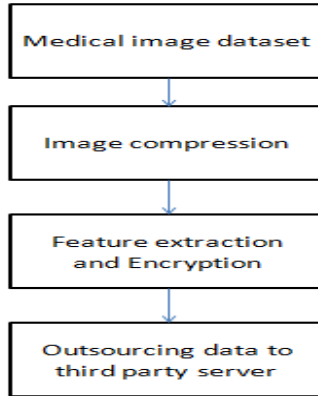 Medical image dataset
Image compression
Feature extraction
and Encryption
Outsourcing data to
third party server